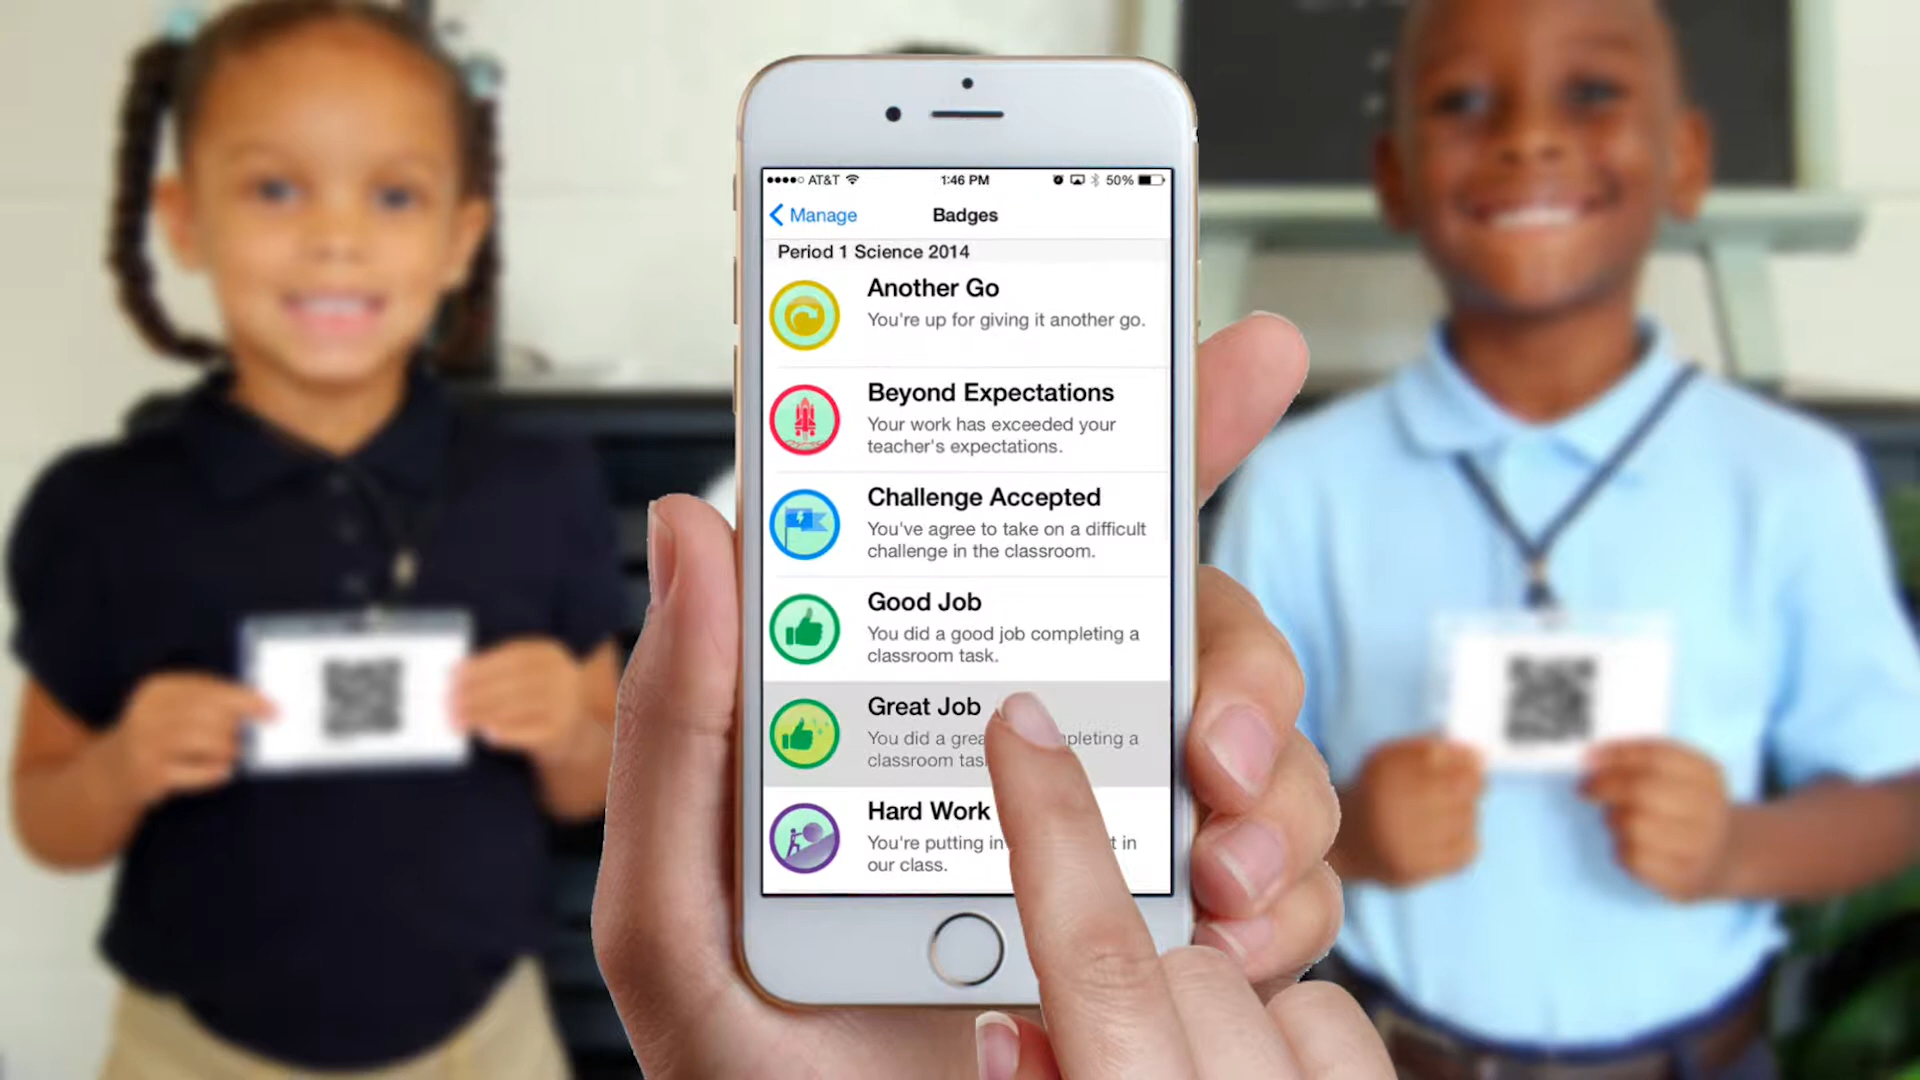 AT&T 1:46 PM 50%
Manage Badges
Period 1 Science 2014
Another Go
You're up for giving it another go.
Beyond Expectations
Your work has exceeded your
teacher's expectations.
Challenge Accepted
You've agree to take on a difficult
challenge in the classroom.
Good Job
You did a good job completing a
classroom task.
Great Job
You did a
classroom
Hard Work
You're putting in
our class.